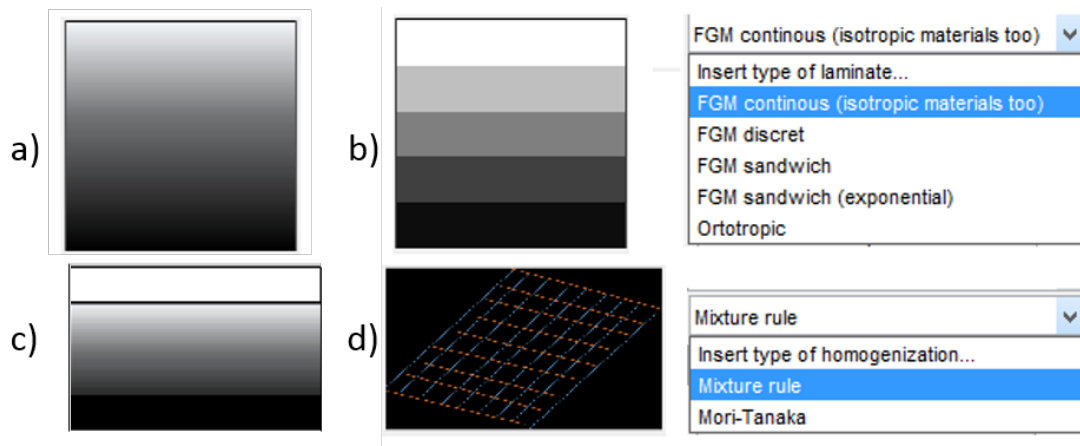 a)
b)
FGM continous (isotropic materials too)
Insert type of laminate...
FGM continous (isotropic materials too)
FGM discret
FGM sandwich
FGM sandwich (exponential)
Ortotropic
c)
d)
Mixture rule
Insert type of homogenization...
Mixture rule
Mori-Tanaka